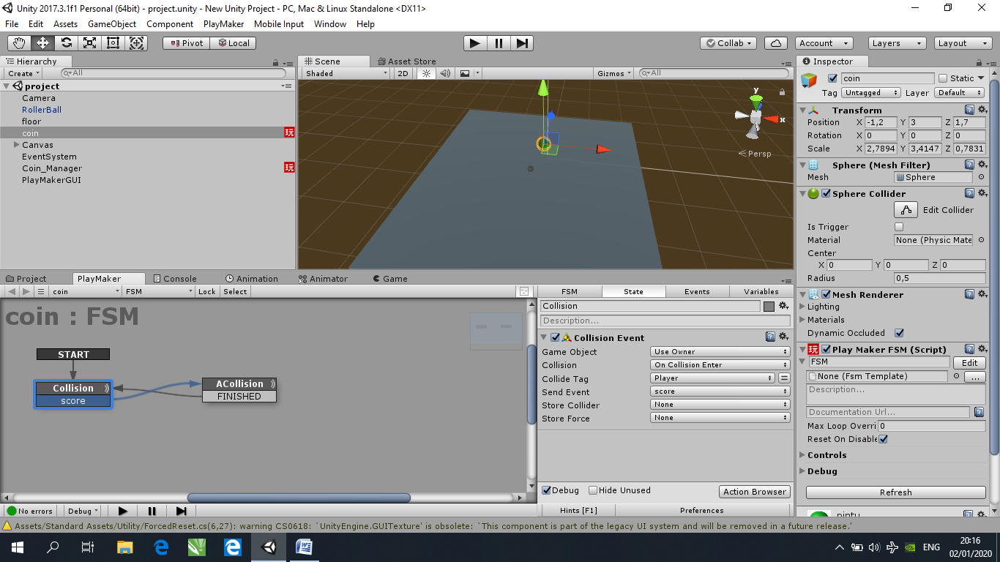 Unity 2017.3.1f1 Personal (64bit) - project.unity - New Unity Project - PC, Mac & Linux Standalone <DX11>
File Edit Assets GameObject Component PlayMaker Mobile Input Window Help
Pivot Local Collab Account Layers Layout
Hierarchy
Create All
project
Camera
RollerBall
floor
coin 玩
Canvas
EventSystem
Coin_Manager 玩
PlayMakerGUI
Scene Asset Store
Shaded 2D Gizmos All
y
x
Persp
Inspector
coin Static
Tag Untagged Layer Default
Transform
Position X -1,2 Y 3 Z 1,7
Rotation X 0 Y 0 Z 0
Scale X 2,7894 Y 3,4147 Z 0,7831
Sphere (Mesh Filter)
Mesh Sphere
Sphere Collider
Edit Collider
Is Trigger
Material None (Physic Mate
Center
X 0 Y 0 Z 0
Radius 0,5
Mesh Renderer
Lighting
Materials
Dynamic Occluded
玩 Play Maker FSM (Script)
FSM Edit
None (Fsm Template) ...
Description...
Documentation Url...
Max Loop Overri 0
Reset On Disable
Controls
Debug
Refresh
Project PlayMaker Console Animation Animator Game
coin FSM Lock Select
coin : FSM
START
Collision
score
ACollision
FINISHED
FSM State Events Variables
Collision
Description...
Collision Event
Game Object Use Owner
Collision On Collision Enter
Collide Tag Player
Send Event score
Store Collider None
Store Force None
Debug Hide Unused Action Browser
Hints [F1] Preferences
No errors Debug
Assets/Standard Assets/Utility/ForcedReset.cs(6,27): warning CS0618: `UnityEngine.GUITexture' is obsolete: `This component is part of the legacy UI system and will be removed in a future release.'
ENG
20:16
02/01/2020